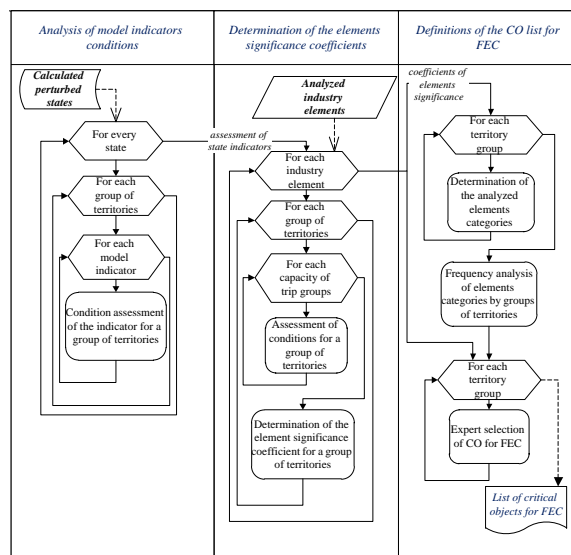 Analysis of model indicators
conditions
Determination of the elements
significance coefficients
Definitions of the CO list for
FEC
Calculated
perturbed
states
For every
state
For each
group of
territories
For each
model
indicator
Condition assessment
of the indicator for a
group of territories
assessment of
state indicators
Analyzed
industry
elements
For each
industry
element
For each
group of
territories
For each
capacity of
trip groups
Assessment of
conditions for a
group of
territories
Determination of the
element significance
coefficient for a group
of territories
coefficients of
elements
significance
For each
territory
group
Determination of
the analyzed
elements
categories
Frequency analysis
of elements
categories by groups
of territories
For each
territory
group
Expert selection
of CO for FEC
List of critical
objects for FEC